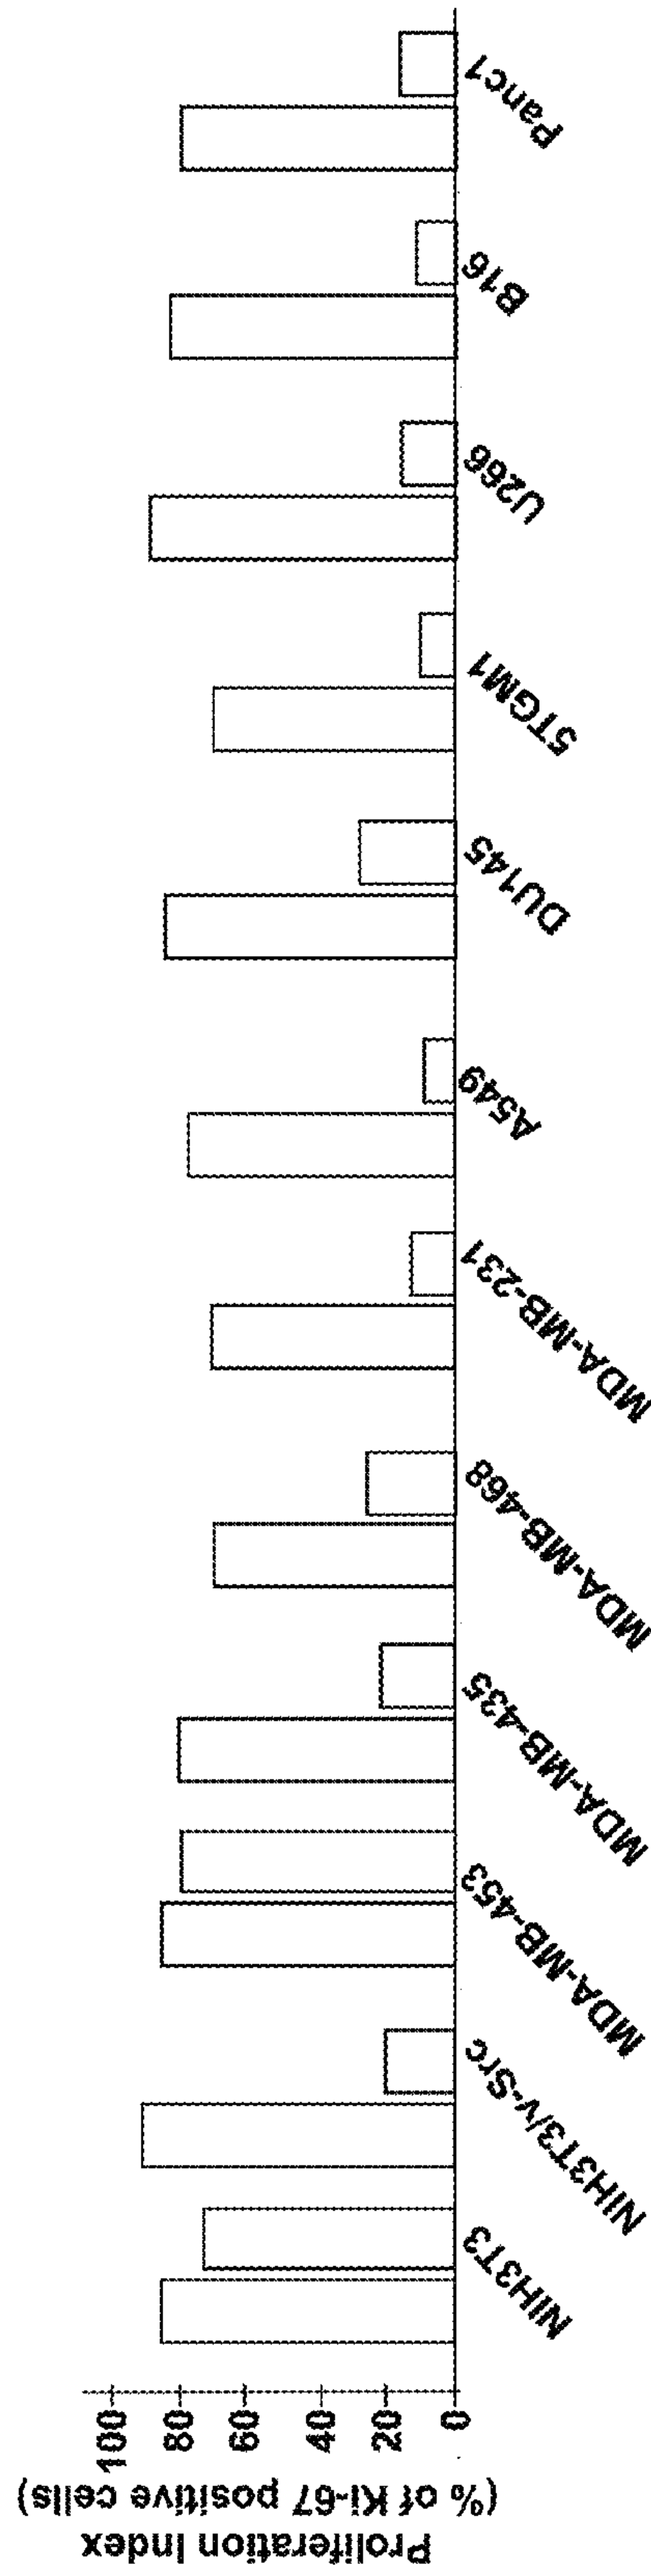 Proliferation Index
(% of Ki-67 positive cells)
100
80
60
40
20
0
NIH3T3
NIH3T3/v-Src
MDA-MB-453
MDA-MB-435
MDA-MB-468
MDA-MB-231
A549
DU145
5TGM1
U266
B16
Panc1